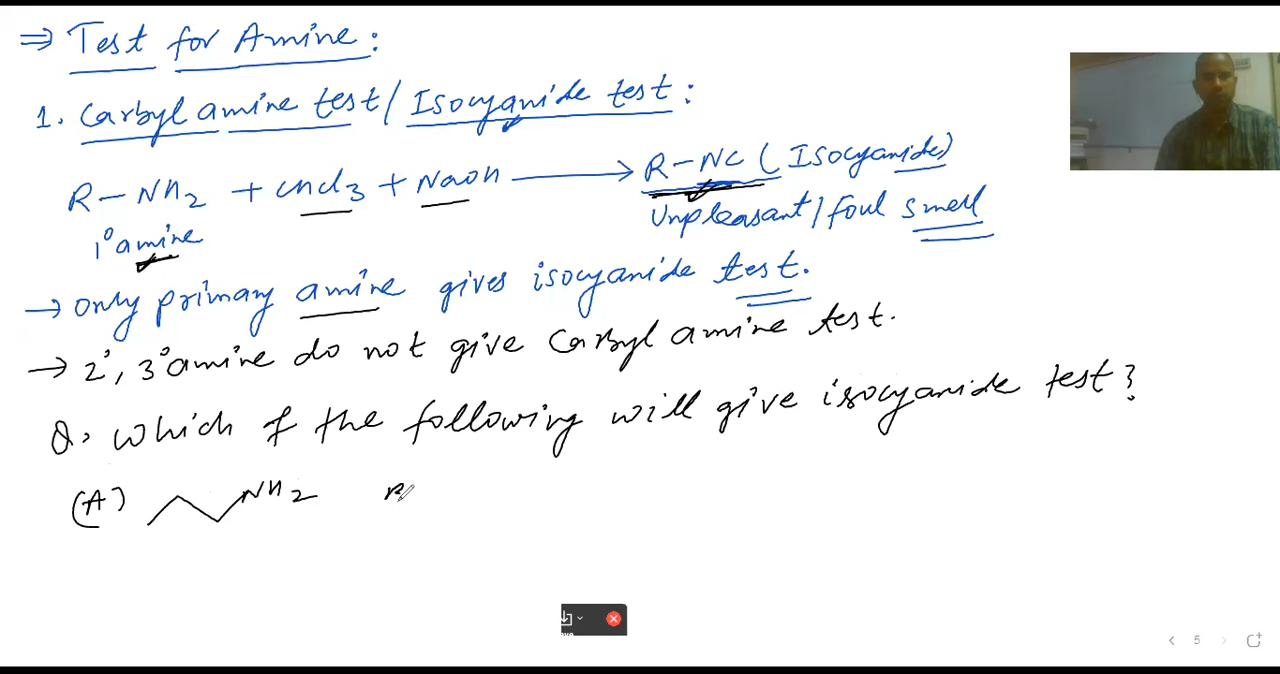 ⇒ Test for Amine:
1. Carbyl amine test/Isocyanide test:
R-NH2 + CHCl3 + NaOH → R-NC (Isocyanide)
1° amine
Unpleasant/foul smell
→ only primary amine gives isocyanide test.
→ 2°, 3° amine do not give Carbyl amine test.
Q. Which of the following will give isocyanide test?
(A) NH2
5